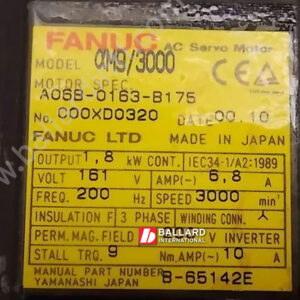 FANUC AC Servo Motor
MODEL αM9/3000
MOTOR SPEC.
A06B-0163-B175
No. C00XD0320 DATE 00.10
FANUC LTD MADE IN JAPAN
OUTPUT 1,8 kW CONT. IEC34-1/A2:1989
VOLT 161 V AMP(~) 6,8 A
FREQ. 200 Hz SPEED 3000 min⁻¹
INSULATION F 3 PHASE WINDING CONN.
PERM.MAG.FIELD V INVERTER
STALL TRQ. 9 Nm,AMP(~) 10 A
MANUAL PART NUMBER B-65142E
YAMANASHI JAPAN
BALLARD
INTERNATIONAL